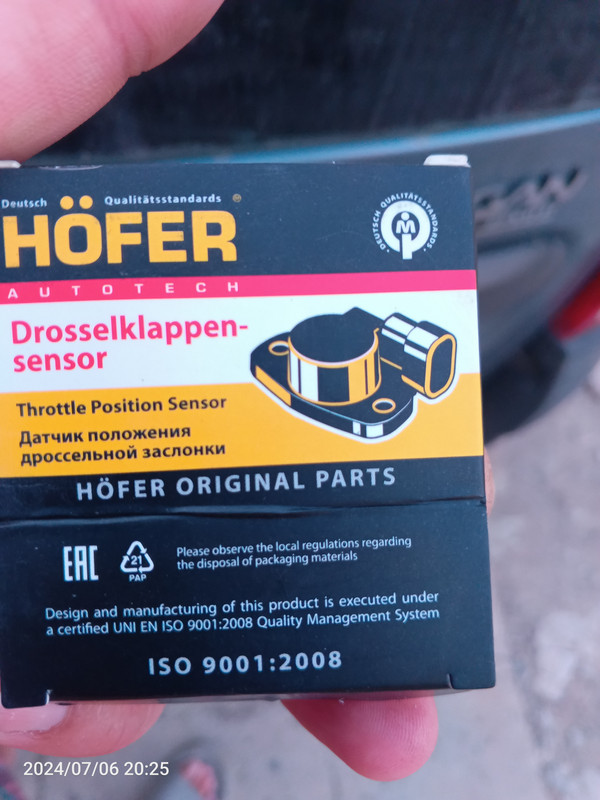 Deutsch Qualitätsstandards ®
HÖFER
AUTOTECH
DEUTSCH QUALITÄTSSTANDARDS
Drosselklappen-
sensor
Throttle Position Sensor
Датчик положения
дроссельной заслонки
HÖFER ORIGINAL PARTS
EAC
21
PAP
Please observe the local regulations regarding
the disposal of packaging materials
Design and manufacturing of this product is executed under
a certified UNI EN ISO 9001:2008 Quality Management System
ISO 9001:2008
2024/07/06 20:25